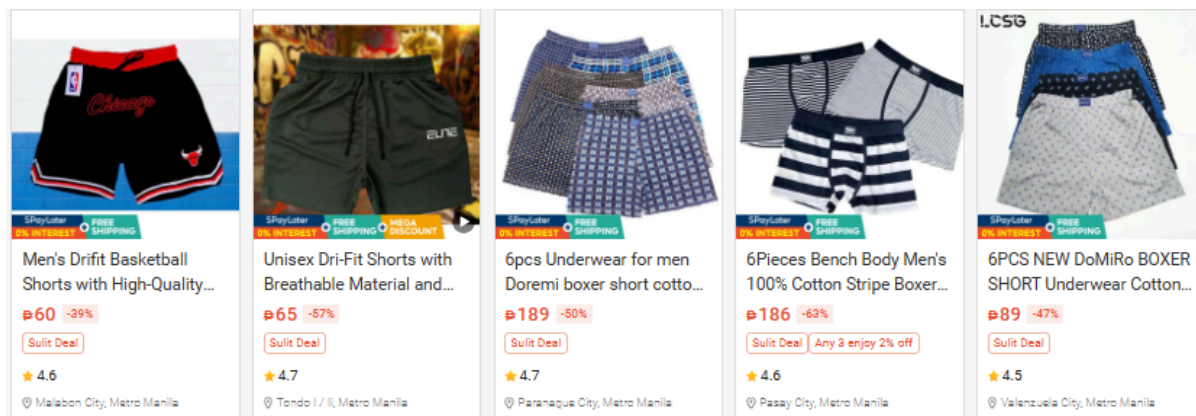 Chicago
SPayLater
0% INTEREST
FREE
SHIPPING
Men's Drifit Basketball
Shorts with High-Quality...
₱60 -39%
Sulit Deal
4.6
Malabon City, Metro Manila
ELITE
SPayLater
0% INTEREST
FREE
SHIPPING
MEGA
DISCOUNT
Unisex Dri-Fit Shorts with
Breathable Material and...
₱65 -57%
Sulit Deal
4.7
Tondo I / Ii, Metro Manila
SPayLater
0% INTEREST
FREE
SHIPPING
6pcs Underwear for men
Doremi boxer short cotto...
₱189 -50%
Sulit Deal
4.7
Paranaque City, Metro Manila
SPayLater
0% INTEREST
FREE
SHIPPING
6Pieces Bench Body Men's
100% Cotton Stripe Boxer...
₱186 -63%
Sulit Deal Any 3 enjoy 2% off
4.6
Pasay City, Metro Manila
LCSG
SPayLater
0% INTEREST
FREE
SHIPPING
6PCS NEW DoMiRo BOXER
SHORT Underwear Cotton...
₱89 -47%
Sulit Deal
4.5
Valenzuela City, Metro Manila